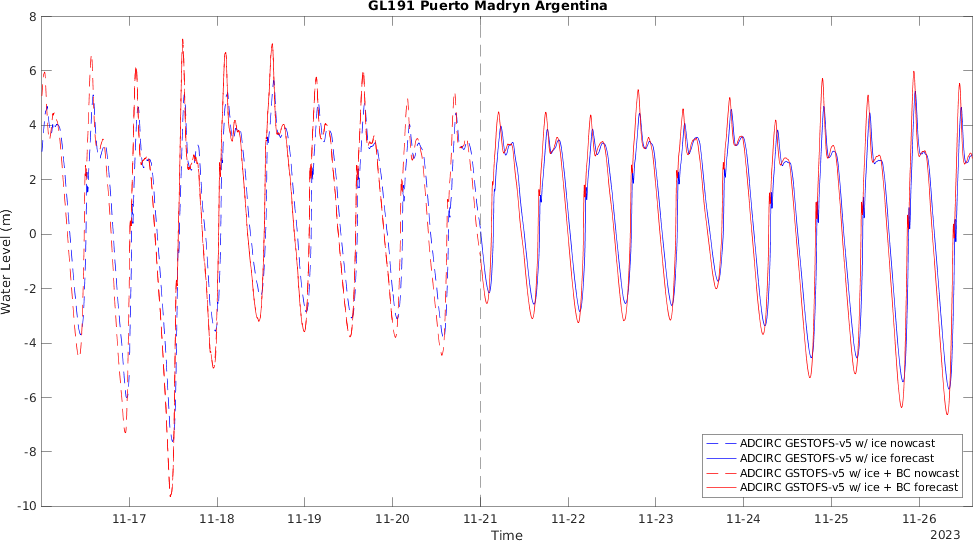 GL191 Puerto Madryn Argentina
8
6
4
2
0
-2
-4
-6
-8
-10
Water Level (m)
ADCIRC GESTOFS-v5 w/ ice nowcast
ADCIRC GESTOFS-v5 w/ ice forecast
ADCIRC GSTOFS-v5 w/ ice + BC nowcast
ADCIRC GSTOFS-v5 w/ ice + BC forecast
11-17 11-18 11-19 11-20 11-21 11-22 11-23 11-24 11-25 11-26
Time
2023